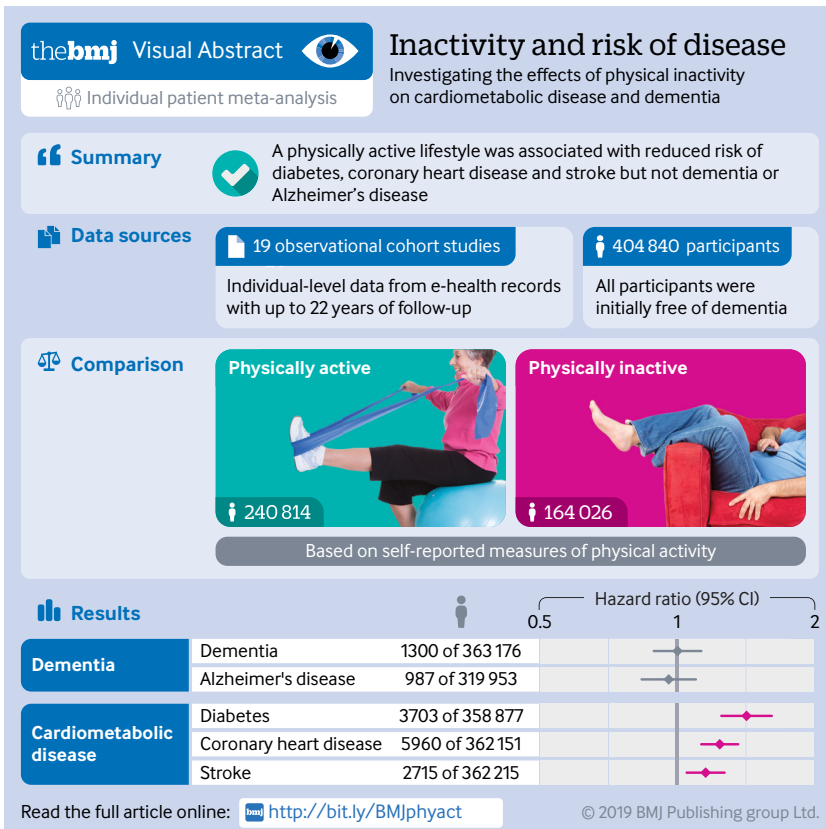 thebmj Visual Abstract
Individual patient meta-analysis
Inactivity and risk of disease
Investigating the effects of physical inactivity
on cardiometabolic disease and dementia
Summary
A physically active lifestyle was associated with reduced risk of
diabetes, coronary heart disease and stroke but not dementia or
Alzheimer's disease
Data sources
19 observational cohort studies
Individual-level data from e-health records
with up to 22 years of follow-up
404 840 participants
All participants were
initially free of dementia
Comparison
Physically active
240 814
Physically inactive
164 026
Based on self-reported measures of physical activity
Results
Hazard ratio (95% CI)
0.5 1 2
Dementia
Dementia 1300 of 363 176
Alzheimer's disease 987 of 319 953
Cardiometabolic
disease
Diabetes 3703 of 358 877
Coronary heart disease 5960 of 362 151
Stroke 2715 of 362 215
Read the full article online: bmj http://bit.ly/BMJphyact
© 2019 BMJ Publishing group Ltd.